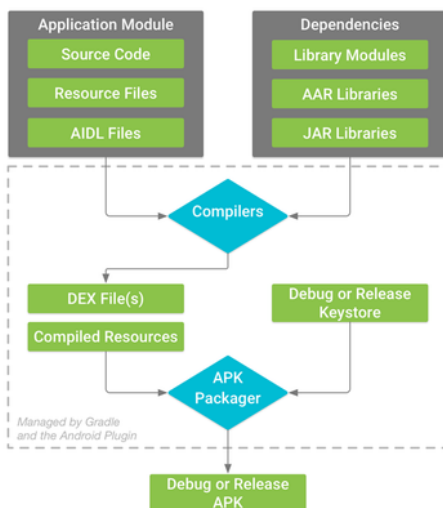 Application Module
Source Code
Resource Files
AIDL Files
Dependencies
Library Modules
AAR Libraries
JAR Libraries
Compilers
DEX File(s)
Compiled Resources
Debug or Release
Keystore
APK
Packager
Managed by Gradle
and the Android Plugin
Debug or Release
APK